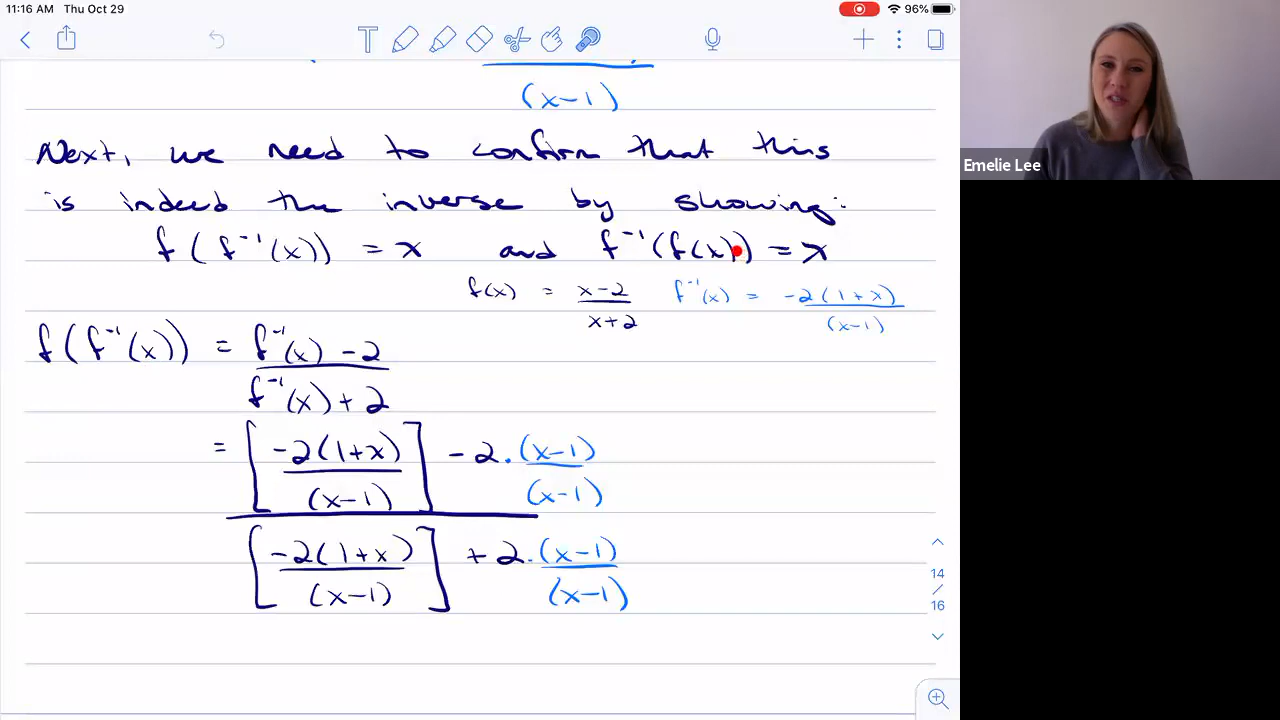 11:16 AM Thu Oct 29
96%
(x-1)
Next, we need to confirm that this
is indeed the inverse by showing:
f(f⁻¹(x)) = x and f⁻¹(f(x)) = x
f(x) = x-2 / x+2 f⁻¹(x) = -2(1+x) / (x-1)
f(f⁻¹(x)) = f⁻¹(x) - 2 / f⁻¹(x) + 2
= [-2(1+x) / (x-1)] - 2 · (x-1) / (x-1)
[-2(1+x) / (x-1)] + 2 · (x-1) / (x-1)
14
/
16
Emelie Lee